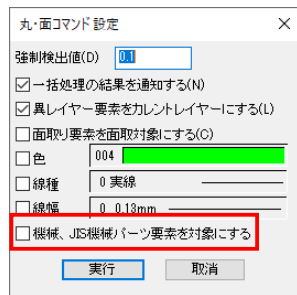 丸・面コマンド設定
強制検出値(D) 0.1
一括処理の結果を通知する(N)
異レイヤー要素をカレントレイヤーにする(L)
面取り要素を面取対象にする(C)
色 004
線種 0 実線
線幅 0 0.13mm
機械、JIS機械パーツ要素を対象にする
実行 取消